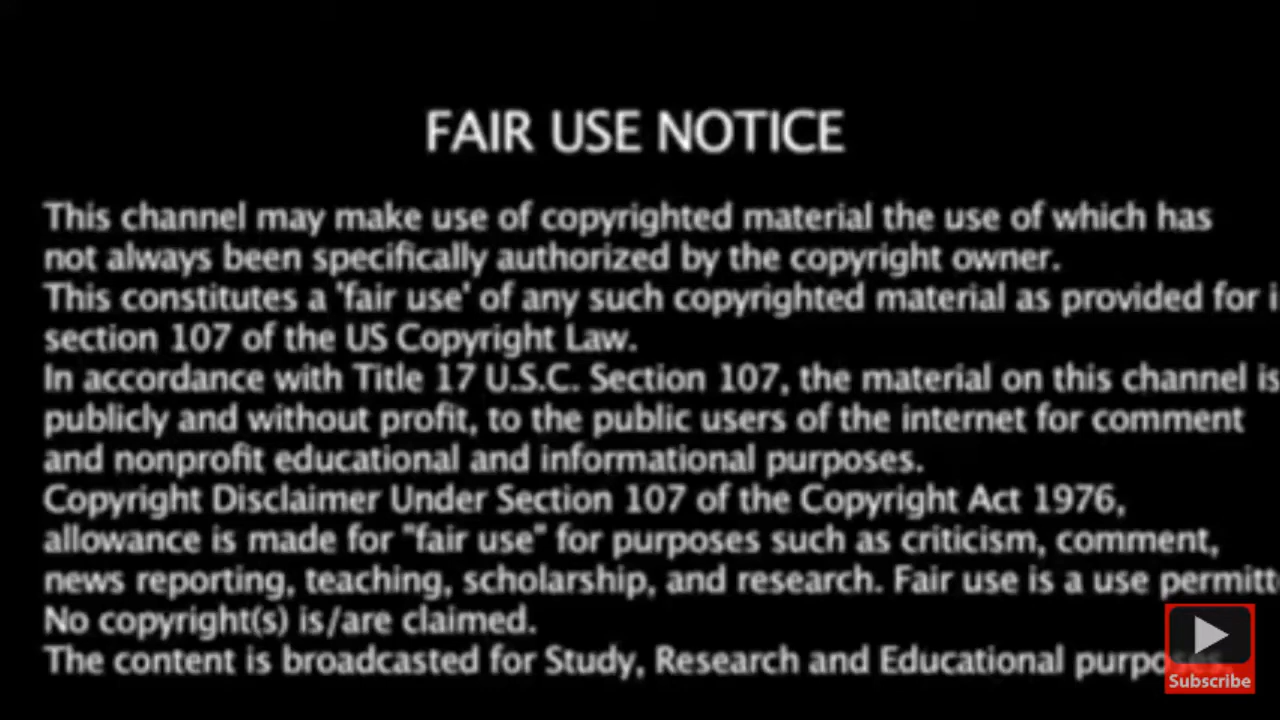 FAIR USE NOTICE
This channel may make use of copyrighted material the use of which has
not always been specifically authorized by the copyright owner.
This constitutes a 'fair use' of any such copyrighted material as provided for i
section 107 of the US Copyright Law.
In accordance with Title 17 U.S.C. Section 107, the material on this channel is
publicly and without profit, to the public users of the internet for comment
and nonprofit educational and informational purposes.
Copyright Disclaimer Under Section 107 of the Copyright Act 1976,
allowance is made for "fair use" for purposes such as criticism, comment,
news reporting, teaching, scholarship, and research. Fair use is a use permitt
No copyright(s) is/are claimed.
The content is broadcasted for Study, Research and Educational purposes.
Subscribe